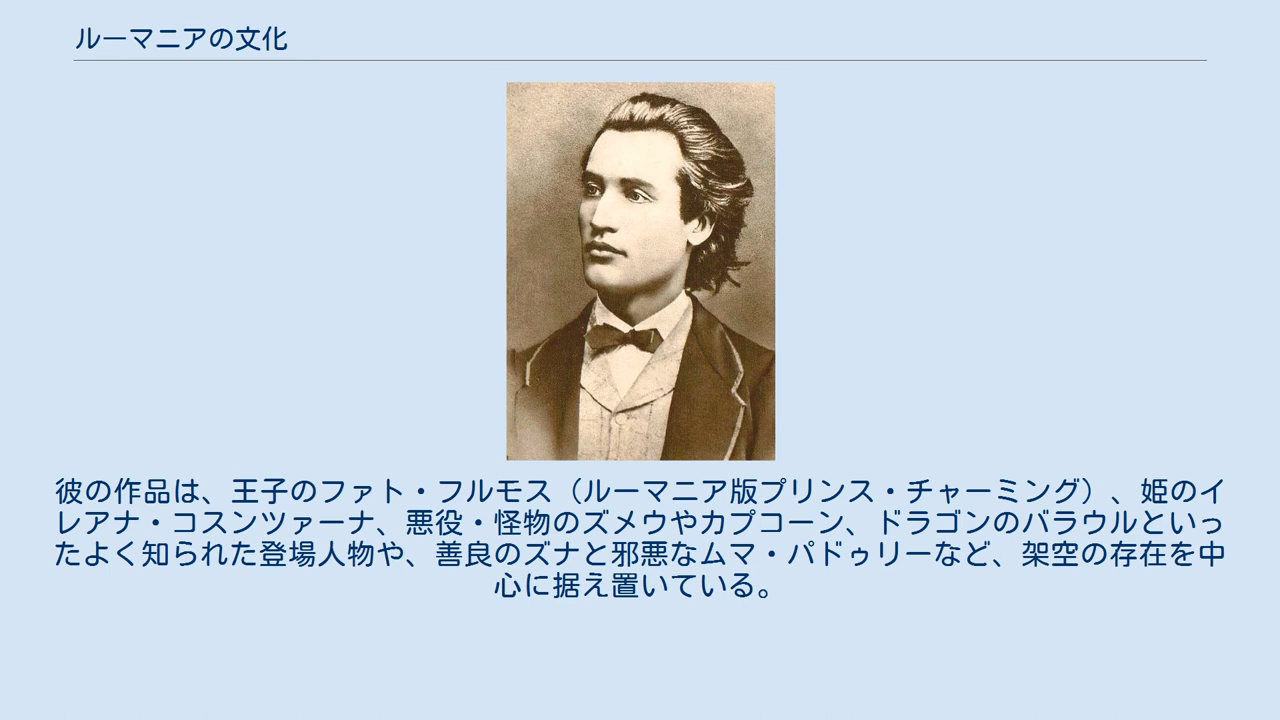 ルーマニアの文化
彼の作品は、王子のファト・フルモス（ルーマニア版プリンス・チャーミング）、姫のイ
レアナ・コスンツァーナ、悪役・怪物のズメウやカプコーン、ドラゴンのバラウルといっ
たよく知られた登場人物や、善良のズナと邪悪なムマ・パドゥリーなど、架空の存在を中
心に据え置いている。